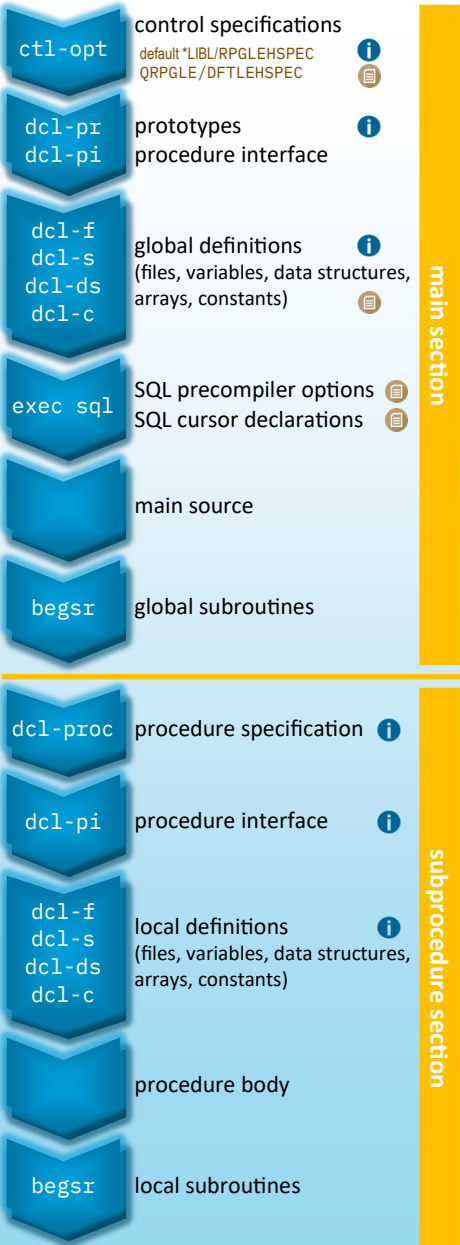 ctl-opt
control specifications
default *LIBL/RPGLEHSPEC
QRPGLE/DFTLEHSPEC
dcl-pr
dcl-pi
prototypes
procedure interface
dcl-f
dcl-s
dcl-ds
dcl-c
global definitions
(files, variables, data structures,
arrays, constants)
exec sql
SQL precompiler options
SQL cursor declarations
main source
begsr
global subroutines
main section
dcl-proc
procedure specification
dcl-pi
procedure interface
dcl-f
dcl-s
dcl-ds
dcl-c
local definitions
(files, variables, data structures,
arrays, constants)
procedure body
begsr
local subroutines
subprocedure section